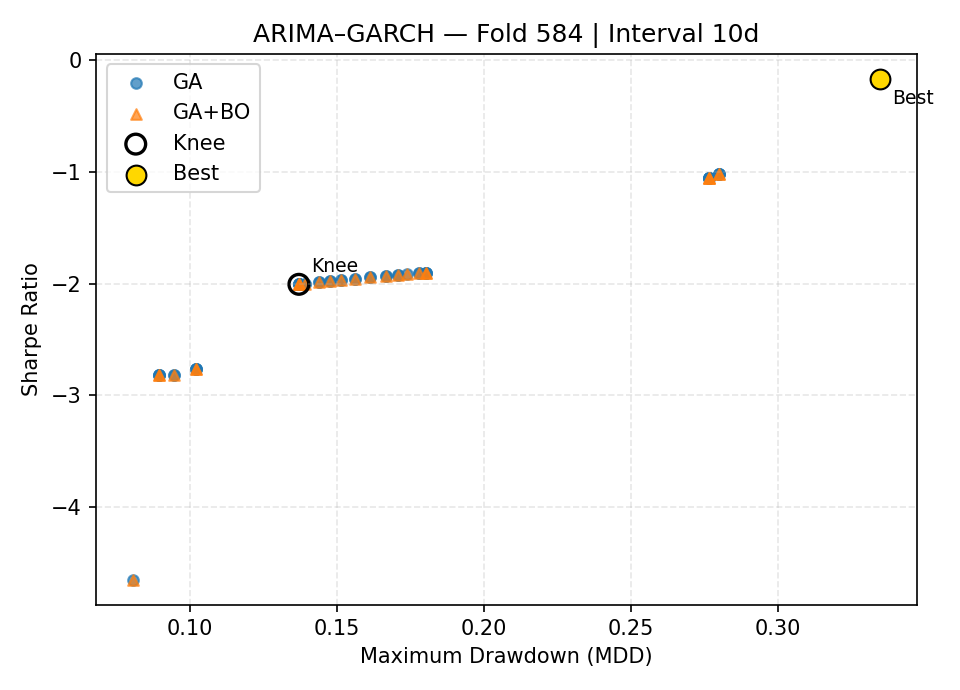 ARIMA–GARCH — Fold 584 | Interval 10d
GA
GA+BO
Knee
Best
Best
Knee
0
−1
−2
−3
−4
Sharpe Ratio
0.10
0.15
0.20
0.25
0.30
Maximum Drawdown (MDD)